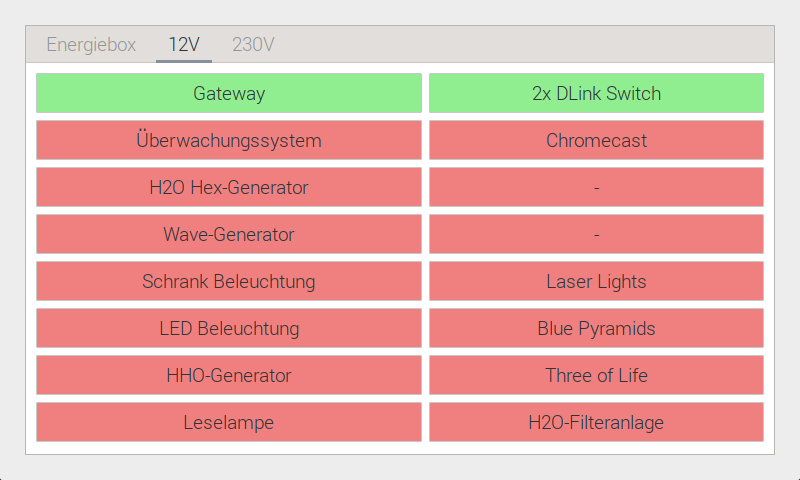 Energiebox 12V 230V
Gateway 2x DLink Switch
Überwachungssystem Chromecast
H2O Hex-Generator -
Wave-Generator -
Schrank Beleuchtung Laser Lights
LED Beleuchtung Blue Pyramids
HHO-Generator Three of Life
Leselampe H2O-Filteranlage